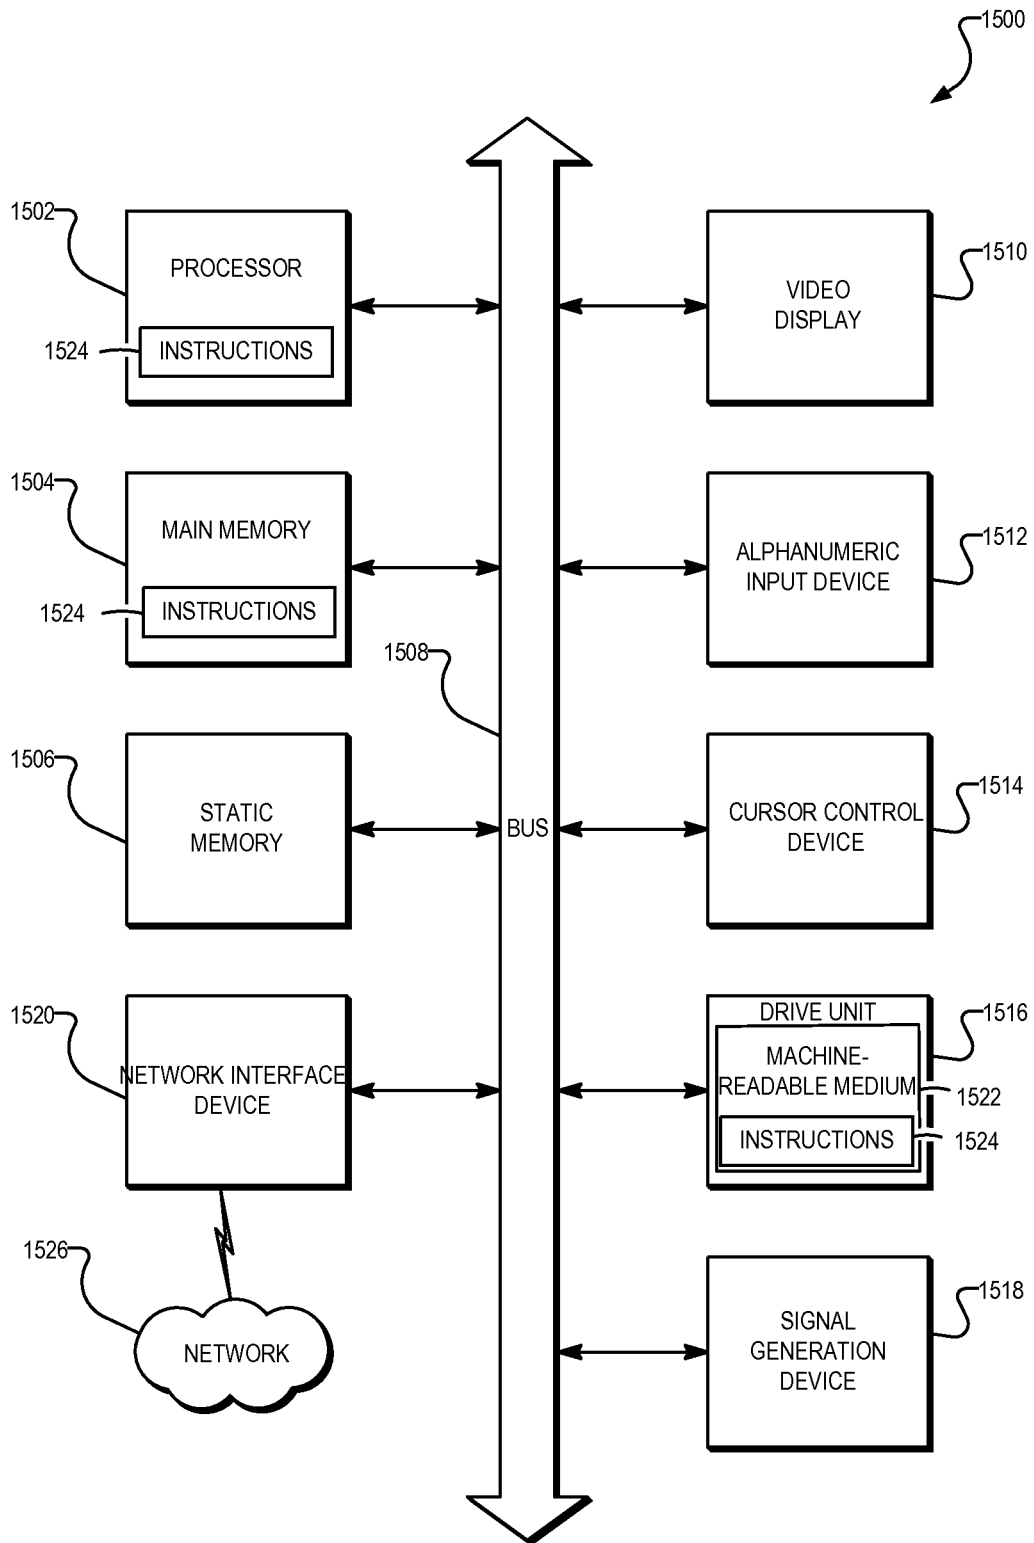 1500
1502
PROCESSOR
1524
INSTRUCTIONS
1510
VIDEO
DISPLAY
1504
MAIN MEMORY
1524
INSTRUCTIONS
1512
ALPHANUMERIC
INPUT DEVICE
1508
1506
STATIC
MEMORY
BUS
1514
CURSOR CONTROL
DEVICE
1520
NETWORK INTERFACE
DEVICE
1516
DRIVE UNIT
MACHINE-
READABLE MEDIUM
1522
INSTRUCTIONS
1524
1526
NETWORK
1518
SIGNAL
GENERATION
DEVICE